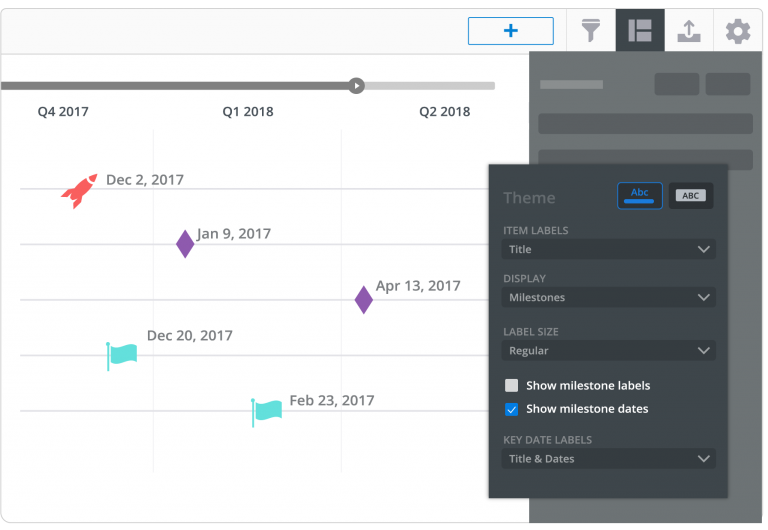 +
Q4 2017
Q1 2018
Q2 2018
Dec 2, 2017
Jan 9, 2017
Apr 13, 2017
Dec 20, 2017
Feb 23, 2017
Theme
Abc
ABC
ITEM LABELS
Title
DISPLAY
Milestones
LABEL SIZE
Regular
Show milestone labels
Show milestone dates
KEY DATE LABELS
Title & Dates